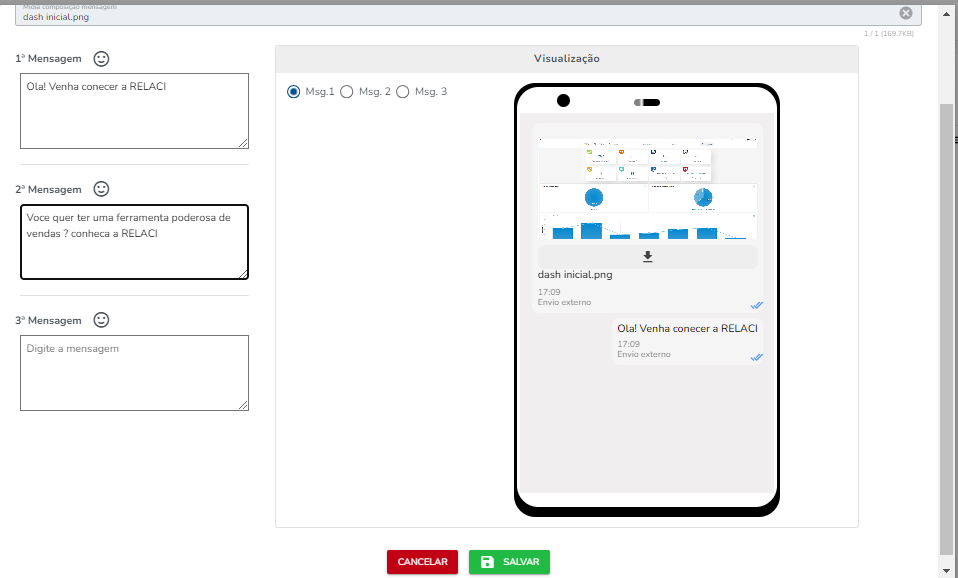 Mídia composição mensagem
dash inicial.png
1 / 1 (169.7KB)
1ª Mensagem
Ola! Venha conecer a RELACI
2ª Mensagem
Voce quer ter uma ferramenta poderosa de
vendas ? conheca a RELACI
3ª Mensagem
Digite a mensagem
Visualização
Msg.1 Msg. 2 Msg. 3
dash inicial.png
17:09
Envio externo
Ola! Venha conecer a RELACI
17:09
Envio externo
CANCELAR SALVAR